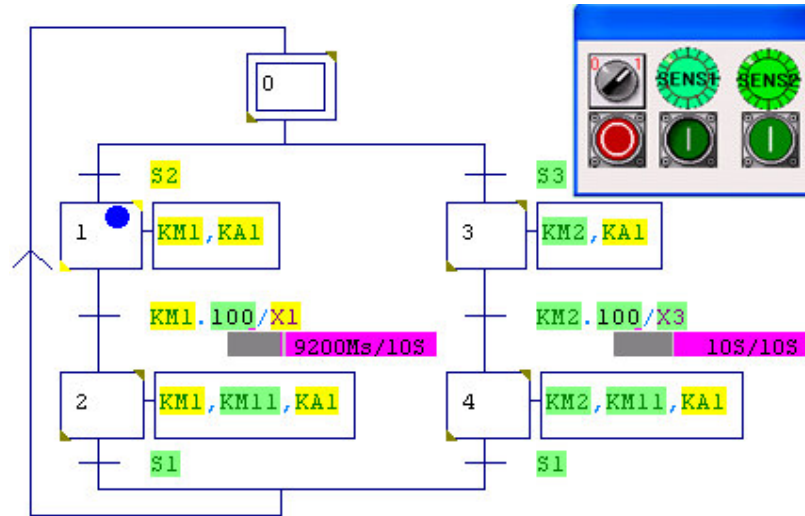 0 1
SENS1 SENS2
0
S2 S3
1 KM1,KA1 3 KM2,KA1
KM1.100/X1 KM2.100/X3
9200Ms/10S 10S/10S
2 KM1,KM11,KA1 4 KM2,KM11,KA1
S1 S1